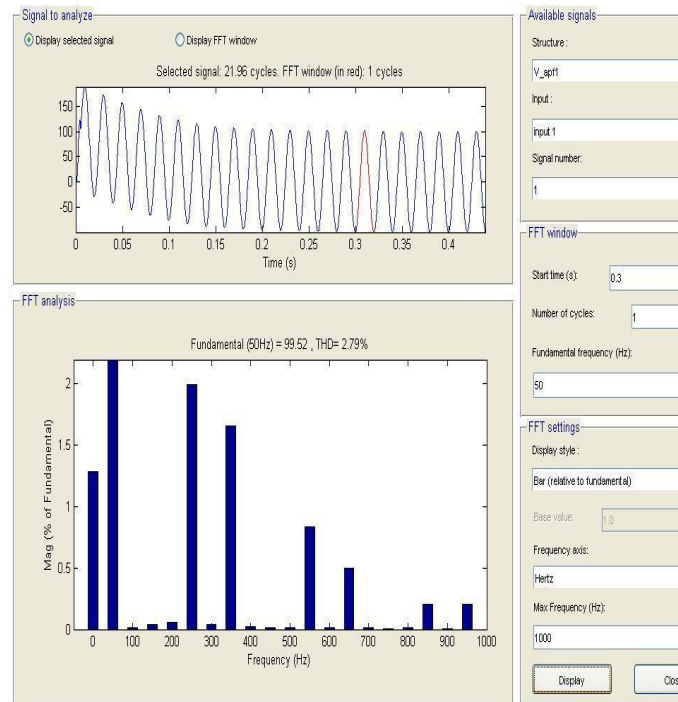 Signal to analyze
Display selected signal
Display FFT window
Selected signal: 21.96 cycles. FFT window (in red): 1 cycles
150
100
50
0
-50
0 0.05 0.1 0.15 0.2 0.25 0.3 0.35 0.4
Time (s)
FFT analysis
Fundamental (50Hz) = 99.52 , THD= 2.79%
2
1.5
1
0.5
0
Mag (% of Fundamental)
0 100 200 300 400 500 600 700 800 900 1000
Frequency (Hz)
Available signals
Structure :
V_apf1
Input :
input 1
Signal number:
1
FFT window
Start time (s): 0.3
Number of cycles: 1
Fundamental frequency (Hz):
50
FFT settings
Display style :
Bar (relative to fundamental)
Base value: 1.0
Frequency axis:
Hertz
Max Frequency (Hz):
1000
Display
Clos